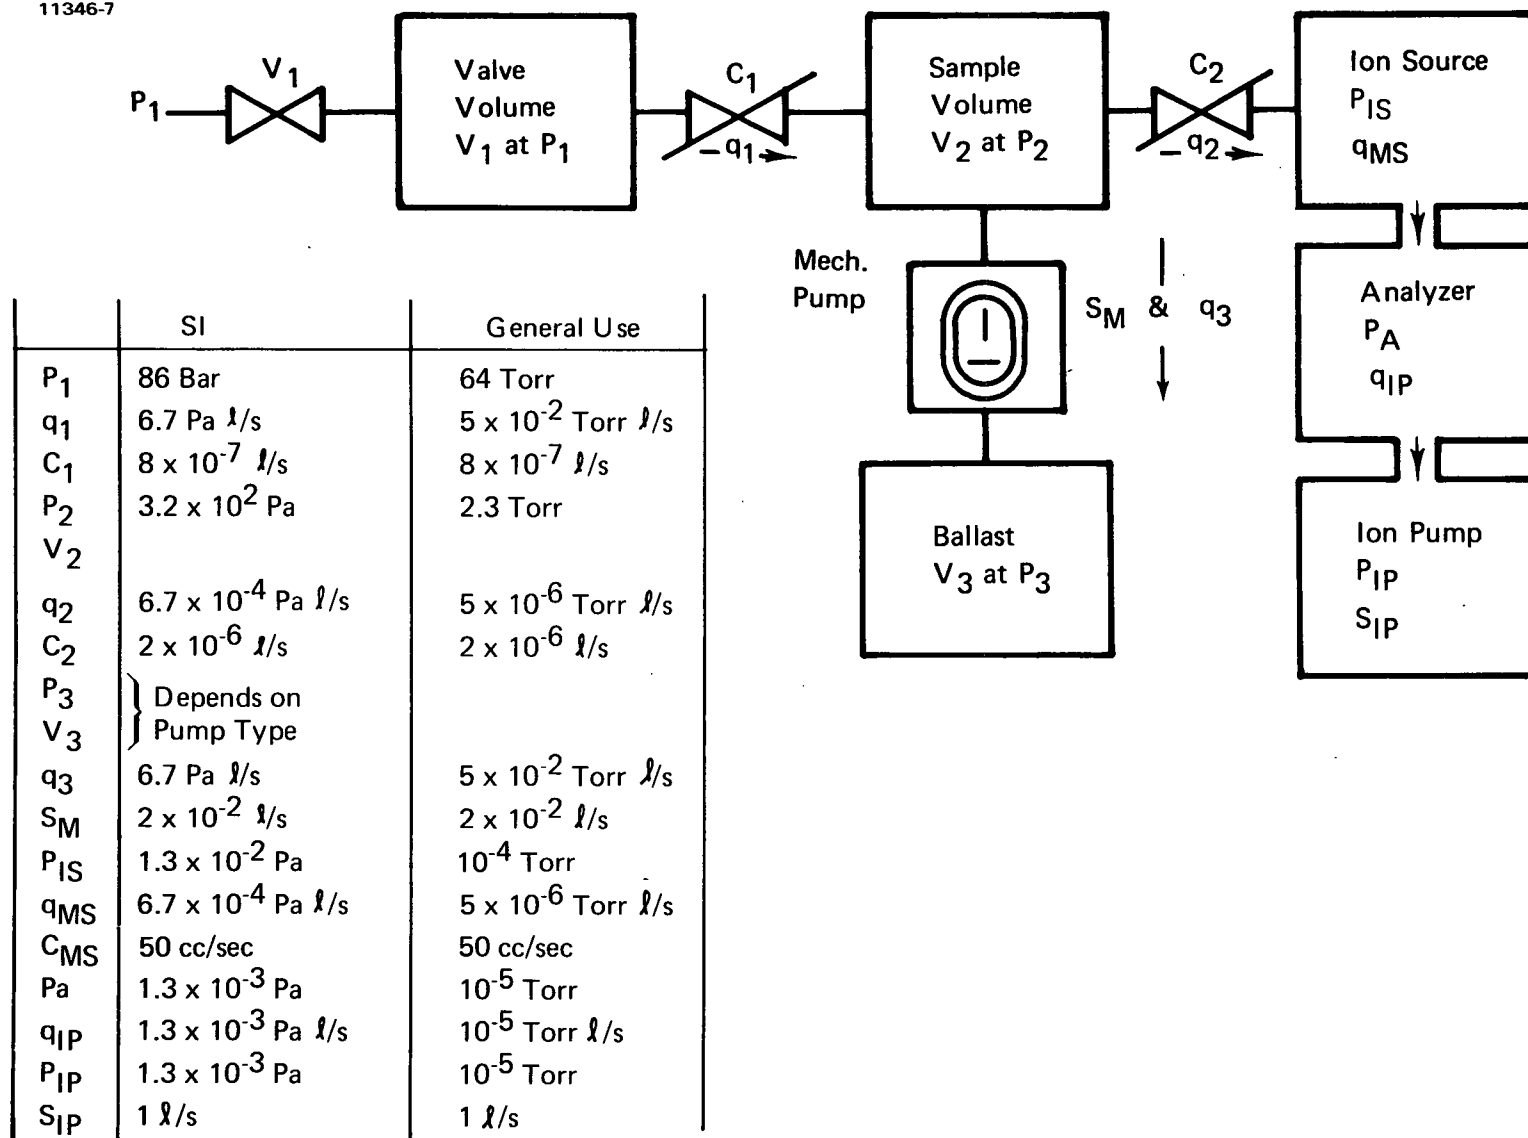 11346-7
P1
V1
Valve
Volume
V1 at P1
C1
q1
Sample
Volume
V2 at P2
C2
q2
Ion Source
PIS
qMS
Mech.
Pump
SM & q3
Analyzer
PA
qIP
Ballast
V3 at P3
Ion Pump
PIP
SIP
SI General Use
P1 86 Bar 64 Torr
q1 6.7 Pa ℓ/s 5 x 10-2 Torr ℓ/s
C1 8 x 10-7 ℓ/s 8 x 10-7 ℓ/s
P2 3.2 x 102 Pa 2.3 Torr
V2
q2 6.7 x 10-4 Pa ℓ/s 5 x 10-6 Torr ℓ/s
C2 2 x 10-6 ℓ/s 2 x 10-6 ℓ/s
P3 Depends on
V3 Pump Type
q3 6.7 Pa ℓ/s 5 x 10-2 Torr ℓ/s
SM 2 x 10-2 ℓ/s 2 x 10-2 ℓ/s
PIS 1.3 x 10-2 Pa 10-4 Torr
qMS 6.7 x 10-4 Pa ℓ/s 5 x 10-6 Torr ℓ/s
CMS 50 cc/sec 50 cc/sec
Pa 1.3 x 10-3 Pa 10-5 Torr
qIP 1.3 x 10-3 Pa ℓ/s 10-5 Torr ℓ/s
PIP 1.3 x 10-3 Pa 10-5 Torr
SIP 1 ℓ/s 1 ℓ/s